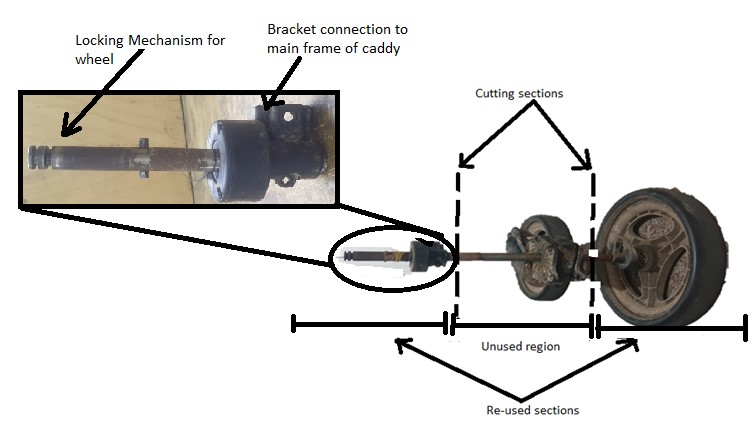 Locking Mechanism for
wheel
Bracket connection to
main frame of caddy
Cutting sections
Unused region
Re-used sections